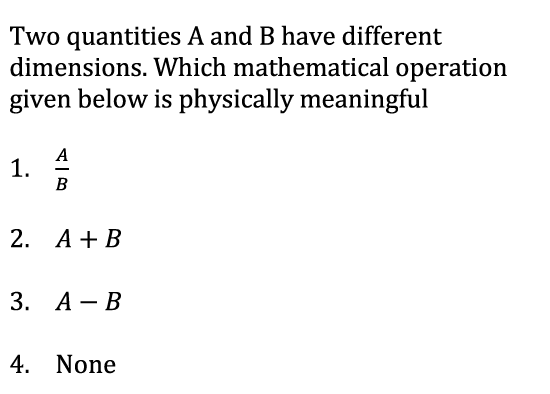 Two quantities A and B have different
dimensions. Which mathematical operation
given below is physically meaningful
1. A/B
2. A + B
3. A − B
4. None